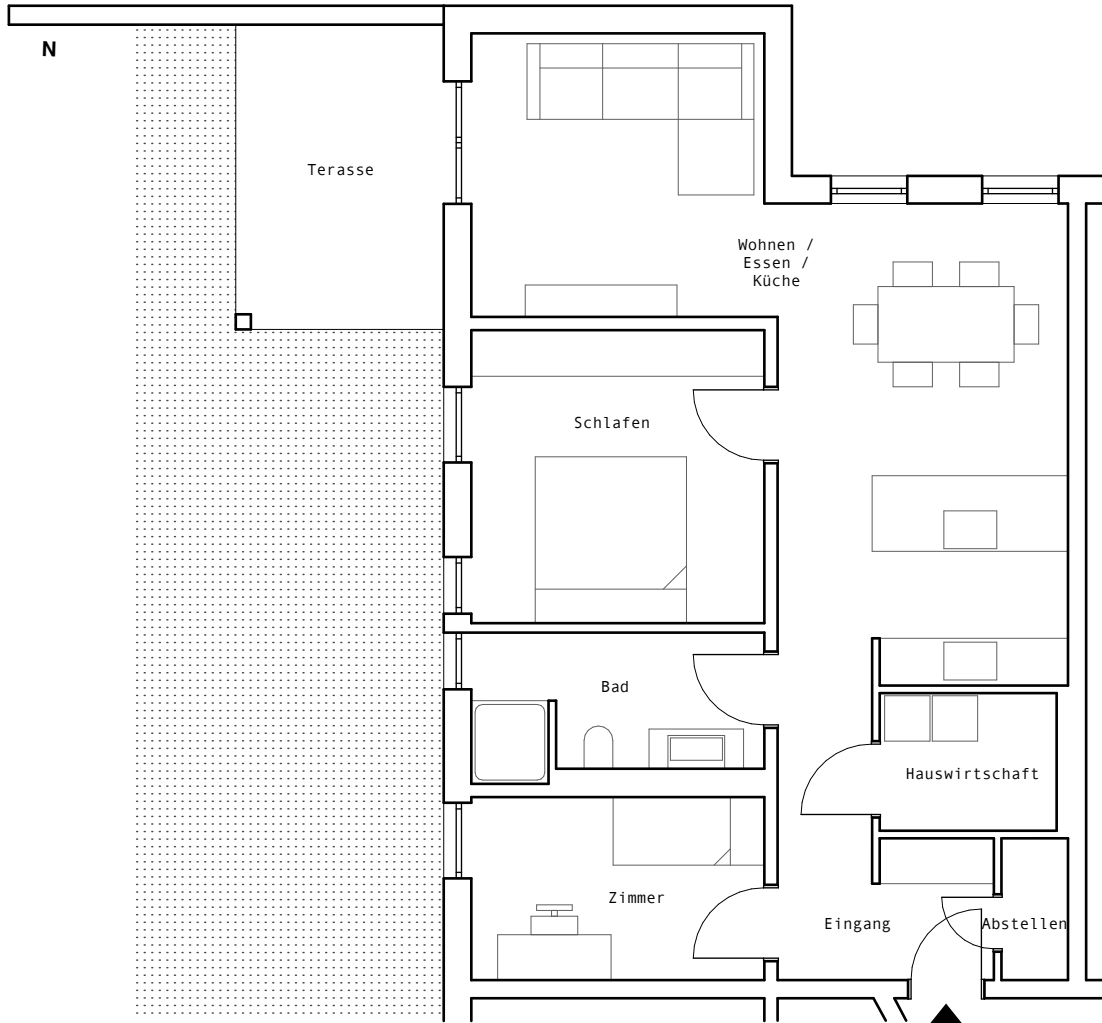 N
Terasse
Wohnen /
Essen /
Küche
Schlafen
Bad
Hauswirtschaft
Zimmer
Eingang
Abstellen